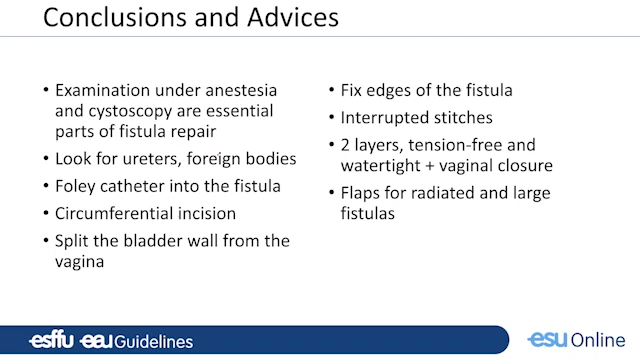 Conclusions and Advices
• Examination under anestesia
and cystoscopy are essential
parts of fistula repair
• Look for ureters, foreign bodies
• Foley catheter into the fistula
• Circumferential incision
• Split the bladder wall from the
vagina
• Fix edges of the fistula
• Interrupted stitches
• 2 layers, tension-free and
watertight + vaginal closure
• Flaps for radiated and large
fistulas
esffu eau Guidelines
esu Online